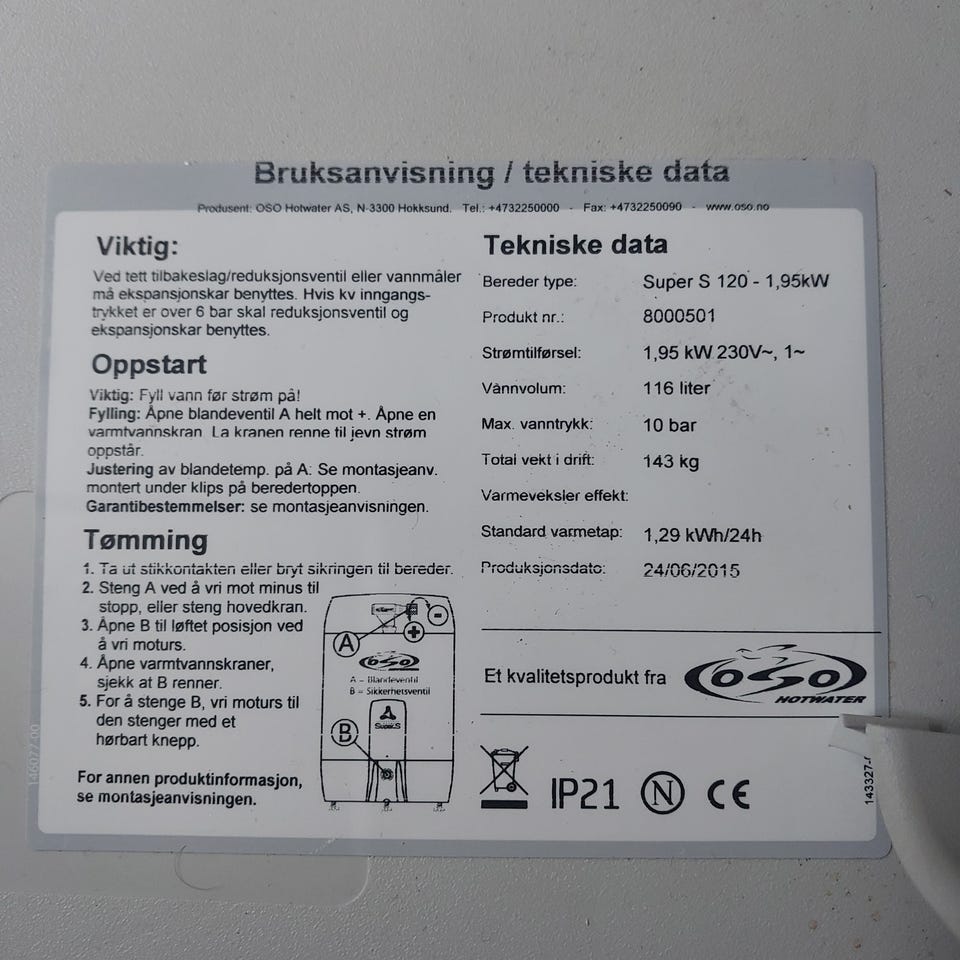 Bruksanvisning / tekniske data
Produsent: OSO Hotwater AS, N-3300 Hokksund. Tel.: +4732250000 - Fax: +4732250090 - www.oso.no
Viktig:
Ved tett tilbakeslag/reduksjonsventil eller vannmåler
må ekspansjonskar benyttes. Hvis kv inngangs-
trykket er over 6 bar skal reduksjonsventil og
ekspansjonskar benyttes.
Oppstart
Viktig: Fyll vann før strøm på!
Fylling: Åpne blandeventil A helt mot +. Åpne en
varmtvannskran. La kranen renne til jevn strøm
oppstår.
Justering av blandetemp. på A: Se montasjeanv.
montert under klips på beredertoppen.
Garantibestemmelser: se montasjeanvisningen.
Tømming
1. Ta ut stikkontakten eller bryt sikringen til bereder.
2. Steng A ved å vri mot minus til
stopp, eller steng hovedkran.
3. Åpne B til løftet posisjon ved
å vri moturs.
4. Åpne varmtvannskraner,
sjekk at B renner.
5. For å stenge B, vri moturs til
den stenger med et
hørbart knepp.
For annen produktinformasjon,
se montasjeanvisningen.
A
+
-
OSO
A - Blandeventil
B = Sikkerhetsventil
Super S
B
Tekniske data
Bereder type: Super S 120 - 1,95kW
Produkt nr.: 8000501
Strømtilførsel: 1,95 kW 230V~, 1~
Vannvolum: 116 liter
Max. vanntrykk: 10 bar
Total vekt i drift: 143 kg
Varmeveksler effekt:
Standard varmetap: 1,29 kWh/24h
Produksjonsdato: 24/06/2015
Et kvalitetsprodukt fra OSO
HOTWATER
IP21 N CE
146077-00